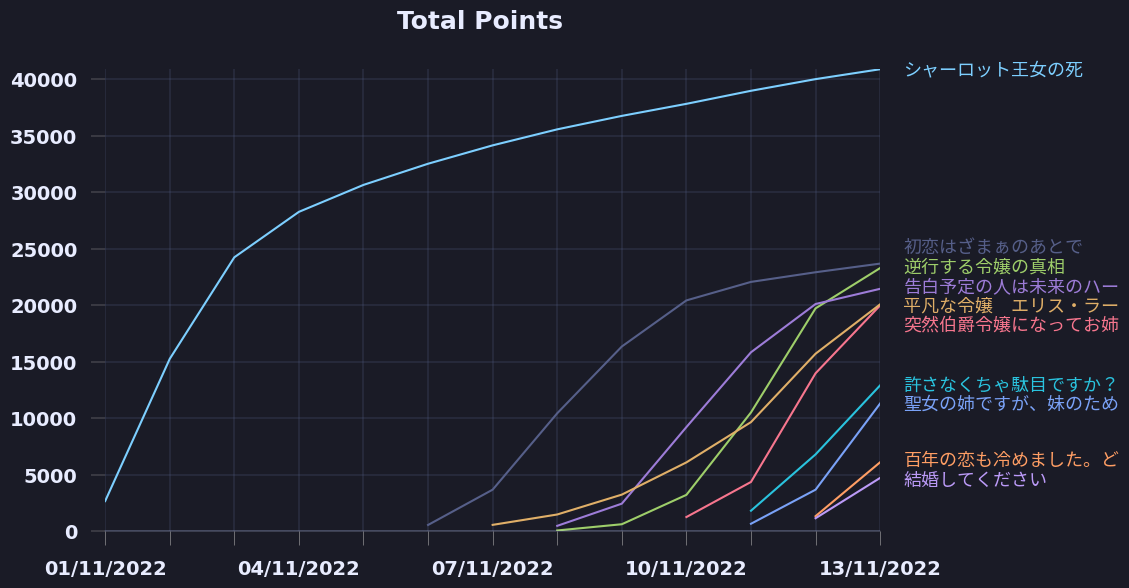 Total Points
40000
35000
30000
25000
20000
15000
10000
5000
0
01/11/2022
04/11/2022
07/11/2022
10/11/2022
13/11/2022
シャーロット王女の死
初恋はざまぁのあとで
逆行する令嬢の真相
告白予定の人は未来のハー
平凡な令嬢　エリス・ラー
突然伯爵令嬢になってお姉
許さなくちゃ駄目ですか？
聖女の姉ですが、妹のため
百年の恋も冷めました。ど
結婚してください